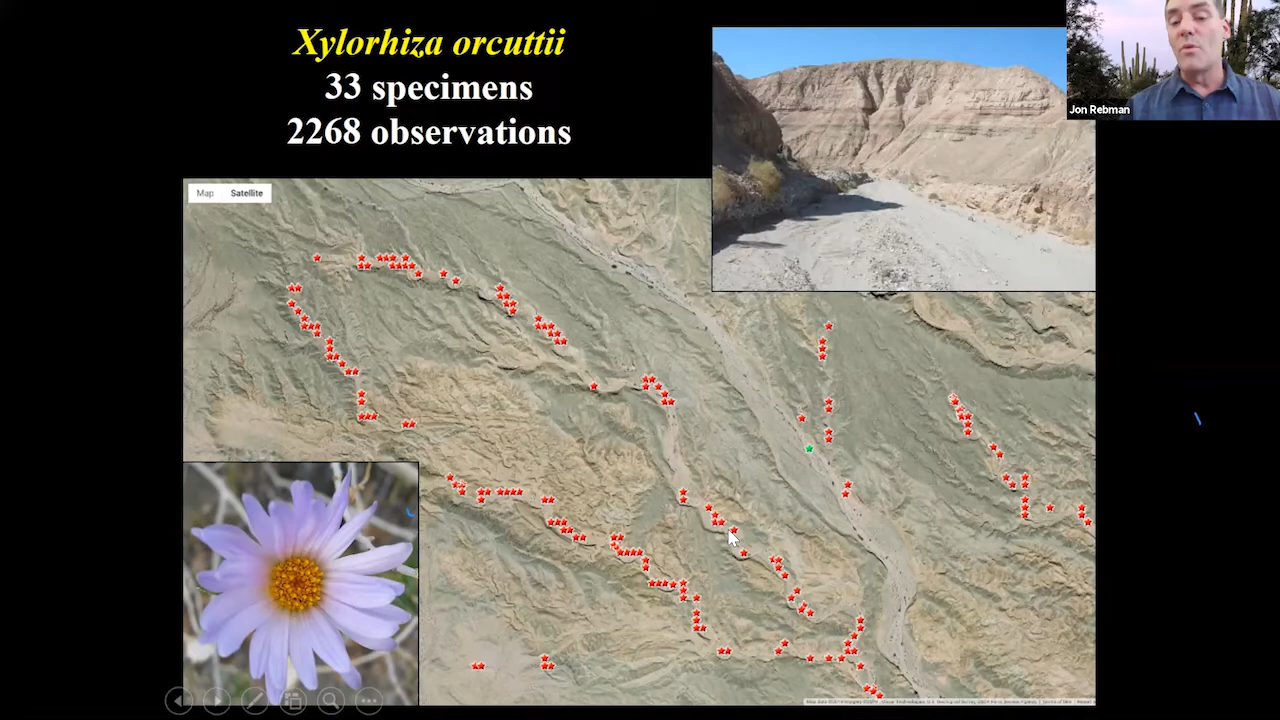 Xylorhiza orcuttii
33 specimens
2268 observations
Jon Rebman
Map Satellite